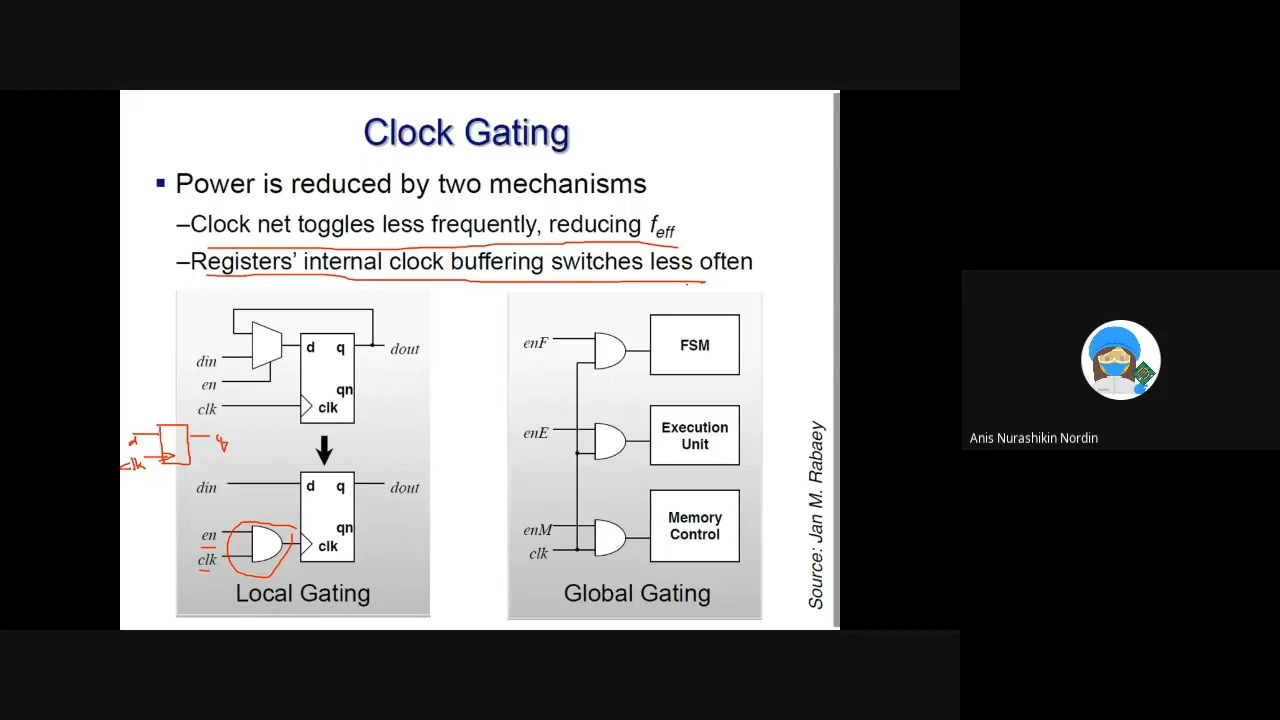 Clock Gating
▪ Power is reduced by two mechanisms
–Clock net toggles less frequently, reducing feff
–Registers' internal clock buffering switches less often
d q dout
din
en
qn
clk clk
d q
clk
din d q dout
en qn
clk clk
Local Gating
enF FSM
enE Execution
Unit
enM Memory
clk Control
Global Gating
Source: Jan M. Rabaey
Anis Nurashikin Nordin